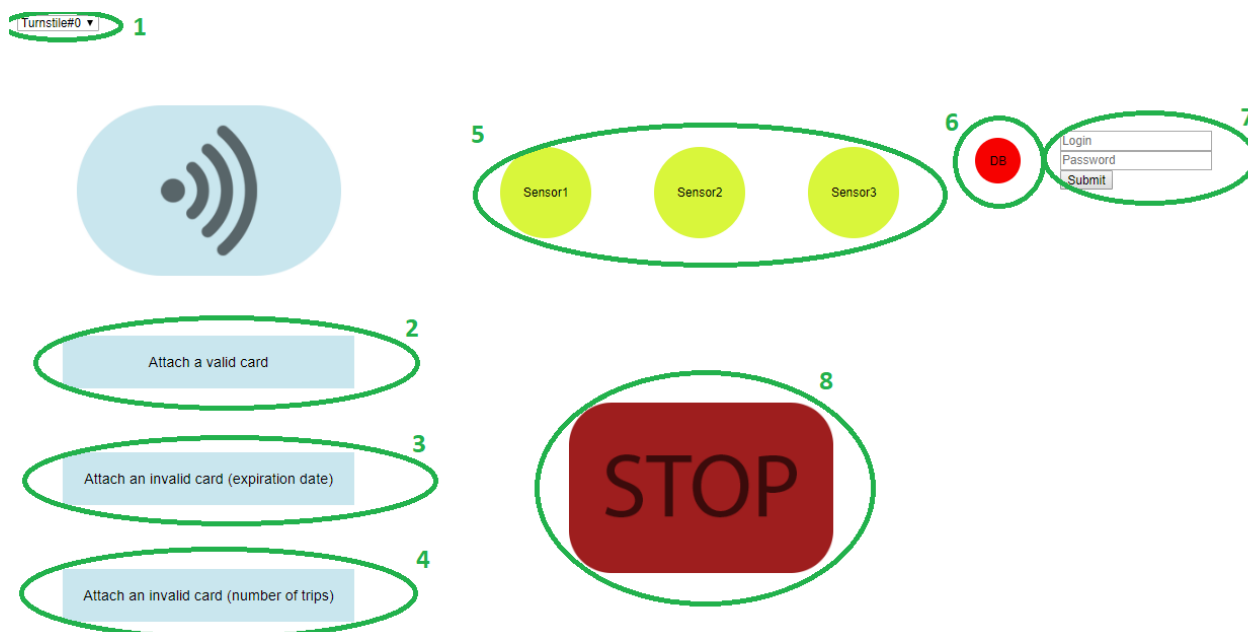 Turnstile#0 ▼
1
5
6
7
Sensor1
Sensor2
Sensor3
DB
Login
Password
Submit
2
Attach a valid card
3
Attach an invalid card (expiration date)
4
Attach an invalid card (number of trips)
8
STOP